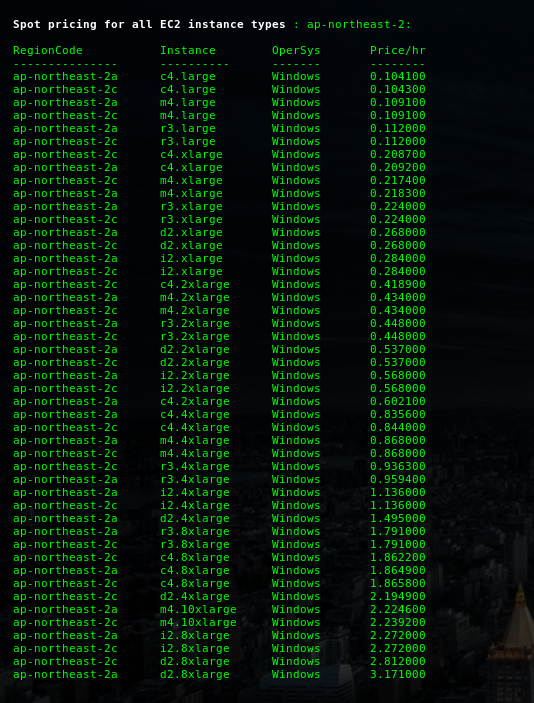 Spot pricing for all EC2 instance types : ap-northeast-2:
RegionCode Instance OperSys Price/hr
--------------- ---------- ------- --------
ap-northeast-2a c4.large Windows 0.104100
ap-northeast-2c c4.large Windows 0.104300
ap-northeast-2a m4.large Windows 0.109100
ap-northeast-2c m4.large Windows 0.109100
ap-northeast-2a r3.large Windows 0.112000
ap-northeast-2c r3.large Windows 0.112000
ap-northeast-2c c4.xlarge Windows 0.208700
ap-northeast-2a c4.xlarge Windows 0.209200
ap-northeast-2c m4.xlarge Windows 0.217400
ap-northeast-2a m4.xlarge Windows 0.218300
ap-northeast-2a r3.xlarge Windows 0.224000
ap-northeast-2c r3.xlarge Windows 0.224000
ap-northeast-2a d2.xlarge Windows 0.268000
ap-northeast-2c d2.xlarge Windows 0.268000
ap-northeast-2a i2.xlarge Windows 0.284000
ap-northeast-2c i2.xlarge Windows 0.284000
ap-northeast-2a c4.2xlarge Windows 0.418900
ap-northeast-2a m4.2xlarge Windows 0.434000
ap-northeast-2c m4.2xlarge Windows 0.434000
ap-northeast-2c r3.2xlarge Windows 0.448000
ap-northeast-2a r3.2xlarge Windows 0.448000
ap-northeast-2a d2.2xlarge Windows 0.537000
ap-northeast-2c d2.2xlarge Windows 0.537000
ap-northeast-2a i2.2xlarge Windows 0.568000
ap-northeast-2c i2.2xlarge Windows 0.568000
ap-northeast-2a c4.2xlarge Windows 0.602100
ap-northeast-2a c4.4xlarge Windows 0.835600
ap-northeast-2c c4.4xlarge Windows 0.844000
ap-northeast-2a m4.4xlarge Windows 0.868000
ap-northeast-2c m4.4xlarge Windows 0.868000
ap-northeast-2c r3.4xlarge Windows 0.936300
ap-northeast-2a r3.4xlarge Windows 0.959400
ap-northeast-2a i2.4xlarge Windows 1.136000
ap-northeast-2c i2.4xlarge Windows 1.136000
ap-northeast-2a d2.4xlarge Windows 1.495000
ap-northeast-2a r3.8xlarge Windows 1.791000
ap-northeast-2c r3.8xlarge Windows 1.791000
ap-northeast-2c c4.8xlarge Windows 1.862200
ap-northeast-2a c4.8xlarge Windows 1.864900
ap-northeast-2c c4.8xlarge Windows 1.865800
ap-northeast-2c d2.4xlarge Windows 2.194900
ap-northeast-2a m4.10xlarge Windows 2.224600
ap-northeast-2c m4.10xlarge Windows 2.239200
ap-northeast-2a i2.8xlarge Windows 2.272000
ap-northeast-2c i2.8xlarge Windows 2.272000
ap-northeast-2c d2.8xlarge Windows 2.812000
ap-northeast-2a d2.8xlarge Windows 3.171000